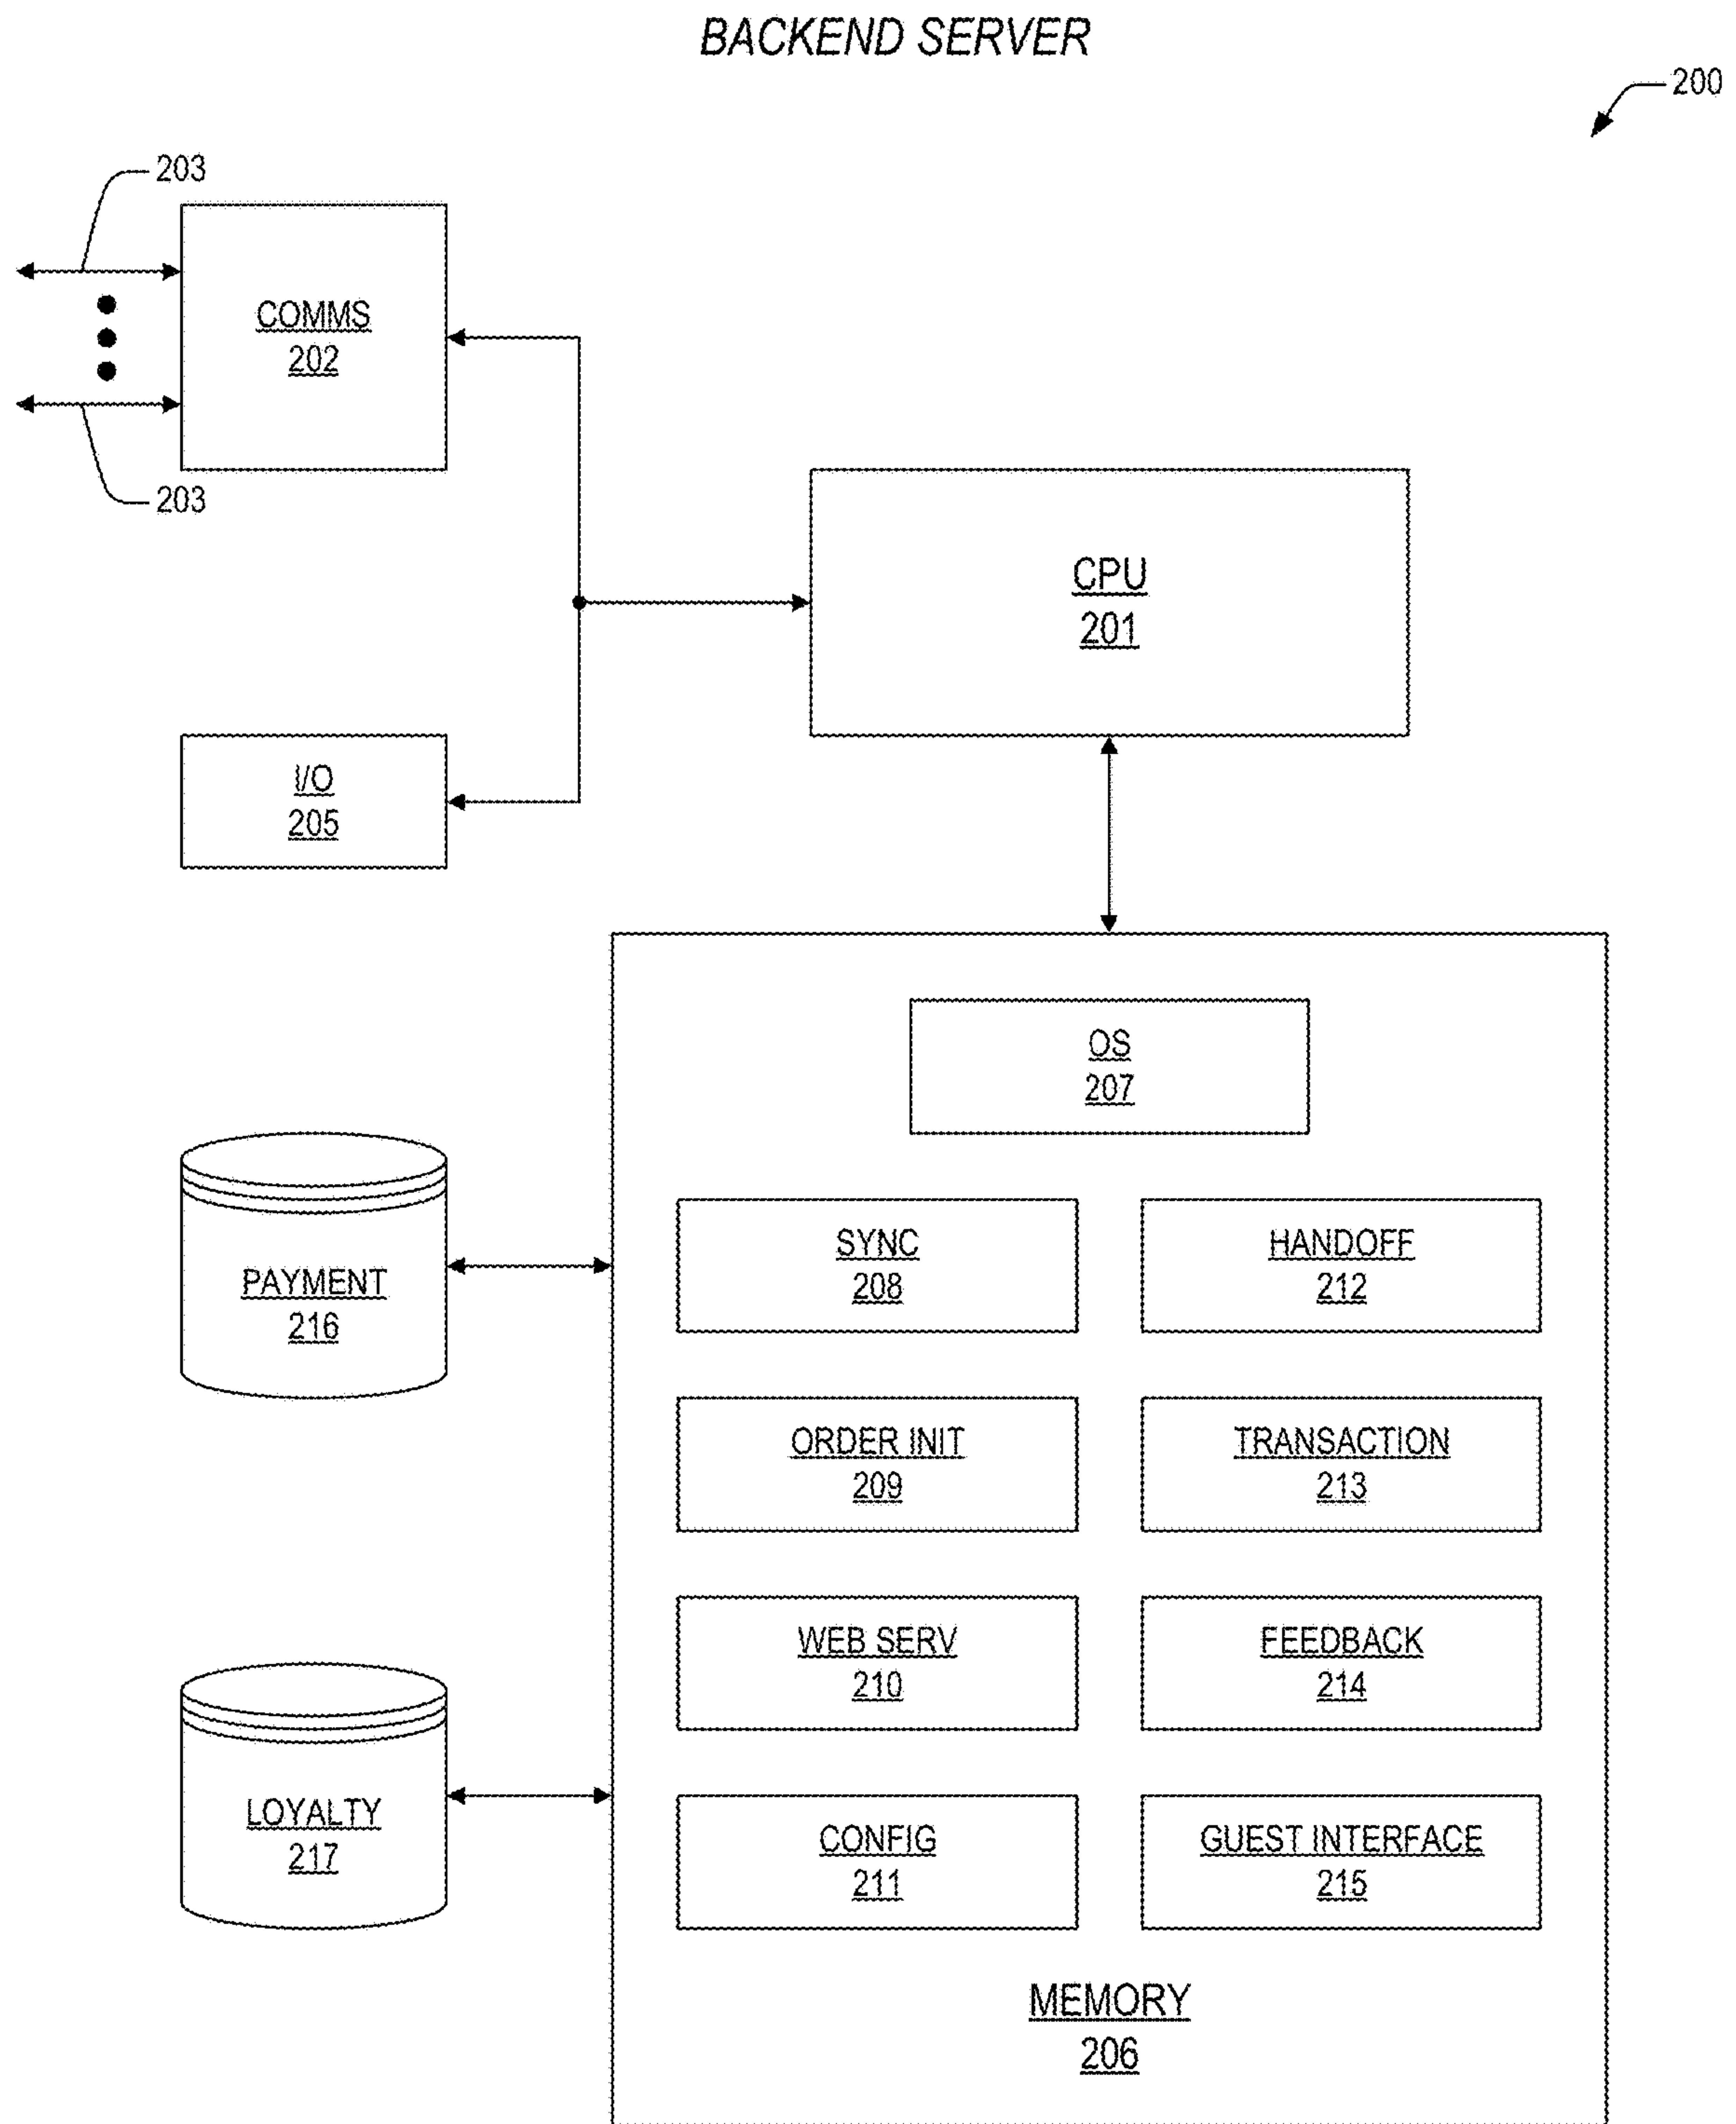 BACKEND SERVER
200
203
COMMS
202
203
CPU
201
I/O
205
OS
207
PAYMENT
216
SYNC
208
HANDOFF
212
ORDER INIT
209
TRANSACTION
213
WEB SERV
210
FEEDBACK
214
LOYALTY
217
CONFIG
211
GUEST INTERFACE
215
MEMORY
206